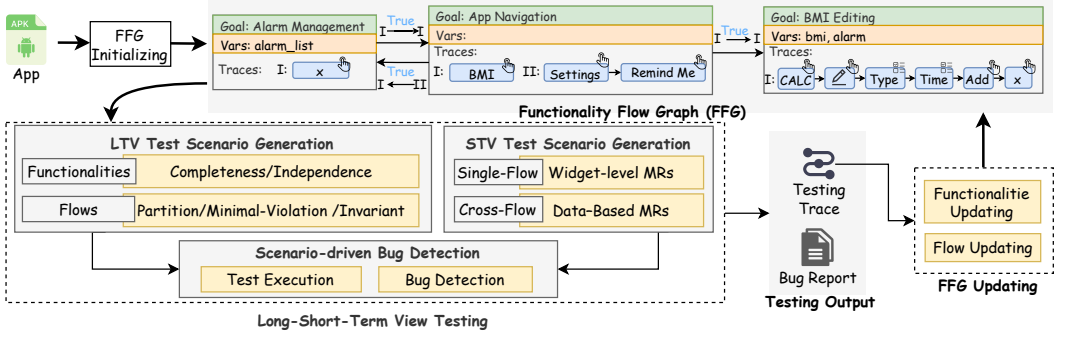 APK
App
FFG
Initializing
Goal: Alarm Management
Vars: alarm_list
Traces: I: x
I True I
I True II
Goal: App Navigation
Vars:
Traces:
I: BMI II: Settings Remind Me
I True I
Goal: BMI Editing
Vars: bmi, alarm
Traces:
I: CALC Type Time Add x
Functionality Flow Graph (FFG)
LTV Test Scenario Generation
Functionalities Completeness/Independence
Flows Partition/Minimal-Violation /Invariant
STV Test Scenario Generation
Single-Flow Widget-level MRs
Cross-Flow Data-Based MRs
Scenario-driven Bug Detection
Test Execution Bug Detection
Long-Short-Term View Testing
Testing
Trace
Bug Report
Testing Output
Functionalitie
Updating
Flow Updating
FFG Updating